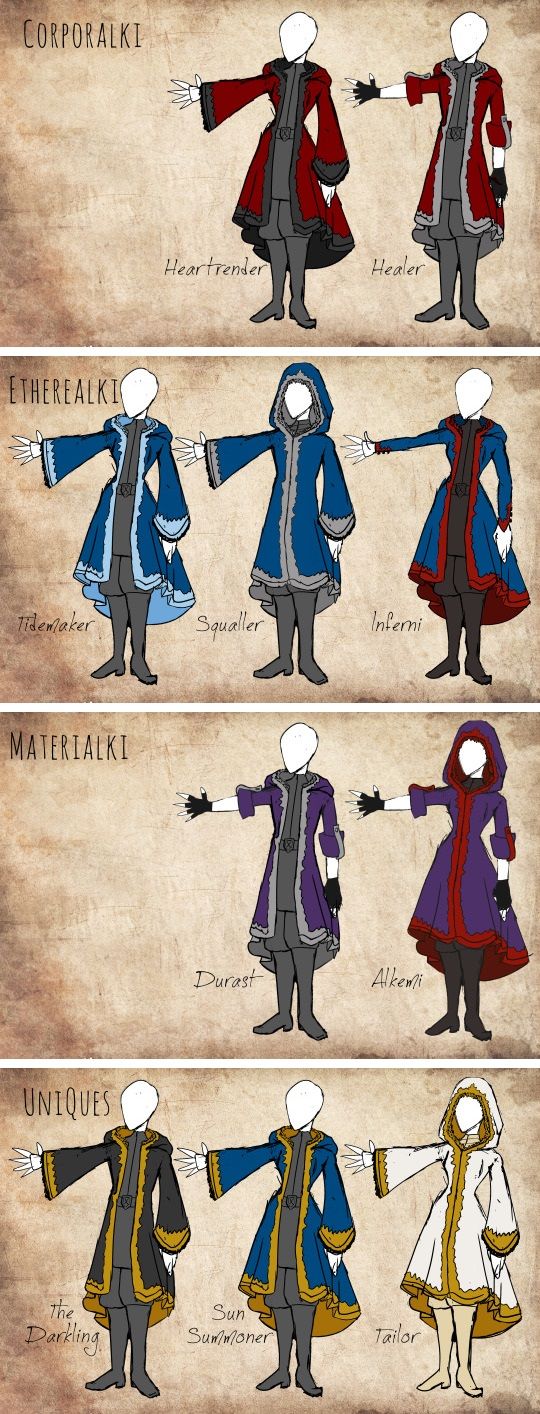 CORPORALKI
Heartrender
Healer
ETHEREALKI
Tidemaker
Squaller
Inferni
MATERIALKI
Durast
Alkemi
UNIQUES
The
Darkling
Sun
Summoner
Tailor